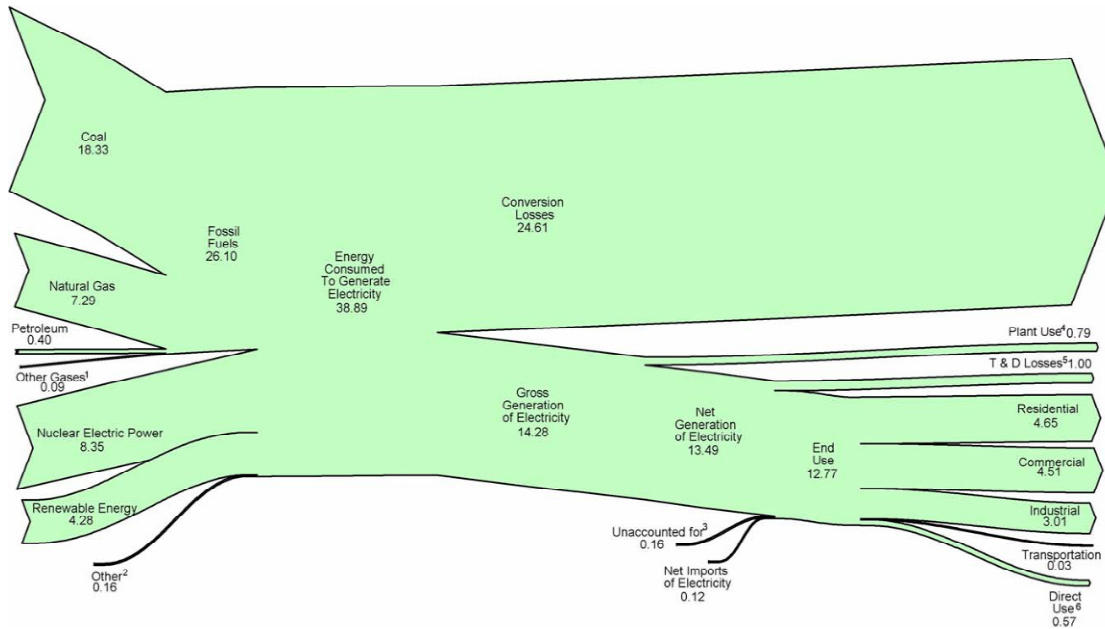 Coal
18.33
Fossil
Fuels
26.10
Energy
Consumed
To Generate
Electricity
38.89
Conversion
Losses
24.61
Natural Gas
7.29
Petroleum
0.40
Other Gases¹
0.09
Nuclear Electric Power
8.35
Renewable Energy
4.28
Other²
0.16
Gross
Generation
of Electricity
14.28
Net
Generation
of Electricity
13.49
End
Use
12.77
Unaccounted for³
0.16
Net Imports
of Electricity
0.12
Plant Use⁴ 0.79
T & D Losses⁵ 1.00
Residential
4.65
Commercial
4.51
Industrial
3.01
Transportation
0.03
Direct
Use⁶
0.57